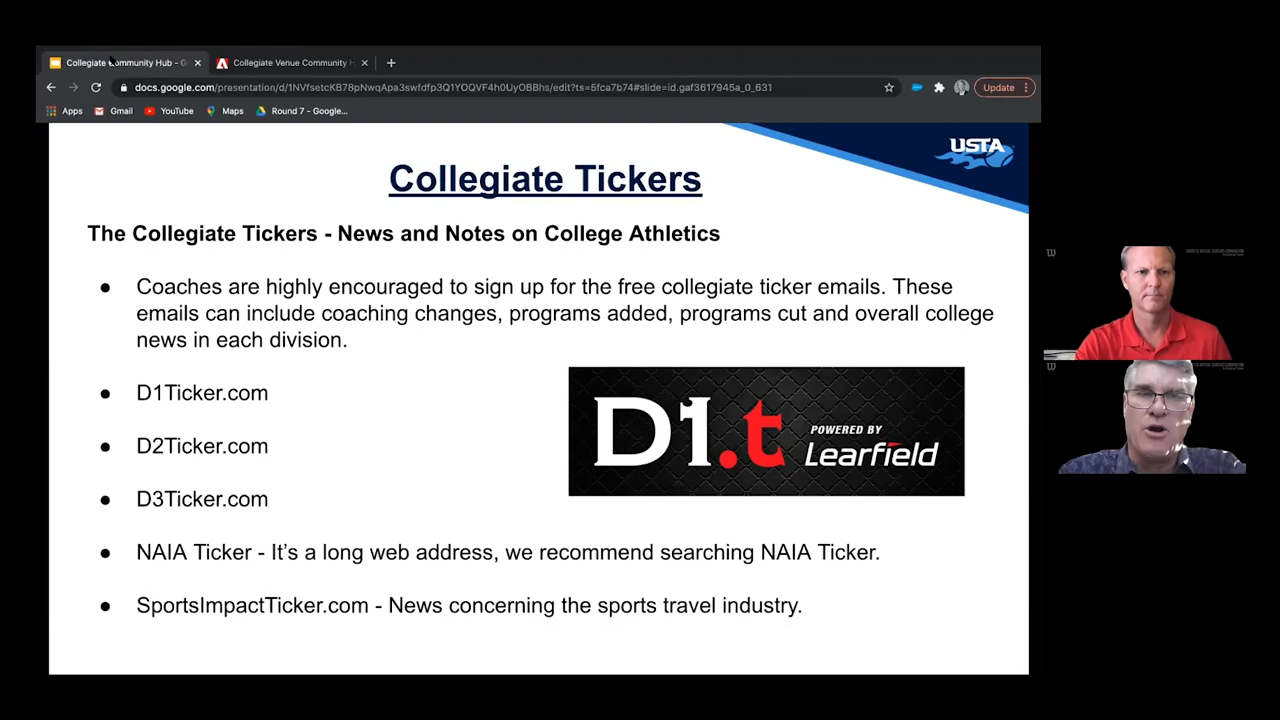 Collegiate Community Hub - G
Collegiate Venue Community H
docs.google.com/presentation/d/1NVfsetcKB78pNwqApa3swfdfp3Q1YOQVF4h0UyOBBhs/edit?ts=5fca7b74#slide=id.gaf3617945a_0_631
Update
Apps
Gmail
YouTube
Maps
Round 7 - Google...
USTA
Collegiate Tickers
The Collegiate Tickers - News and Notes on College Athletics
● Coaches are highly encouraged to sign up for the free collegiate ticker emails. These
emails can include coaching changes, programs added, programs cut and overall college
news in each division.
● D1Ticker.com
● D2Ticker.com
● D3Ticker.com
D1.t
POWERED BY
Learfield
● NAIA Ticker - It's a long web address, we recommend searching NAIA Ticker.
● SportsImpactTicker.com - News concerning the sports travel industry.